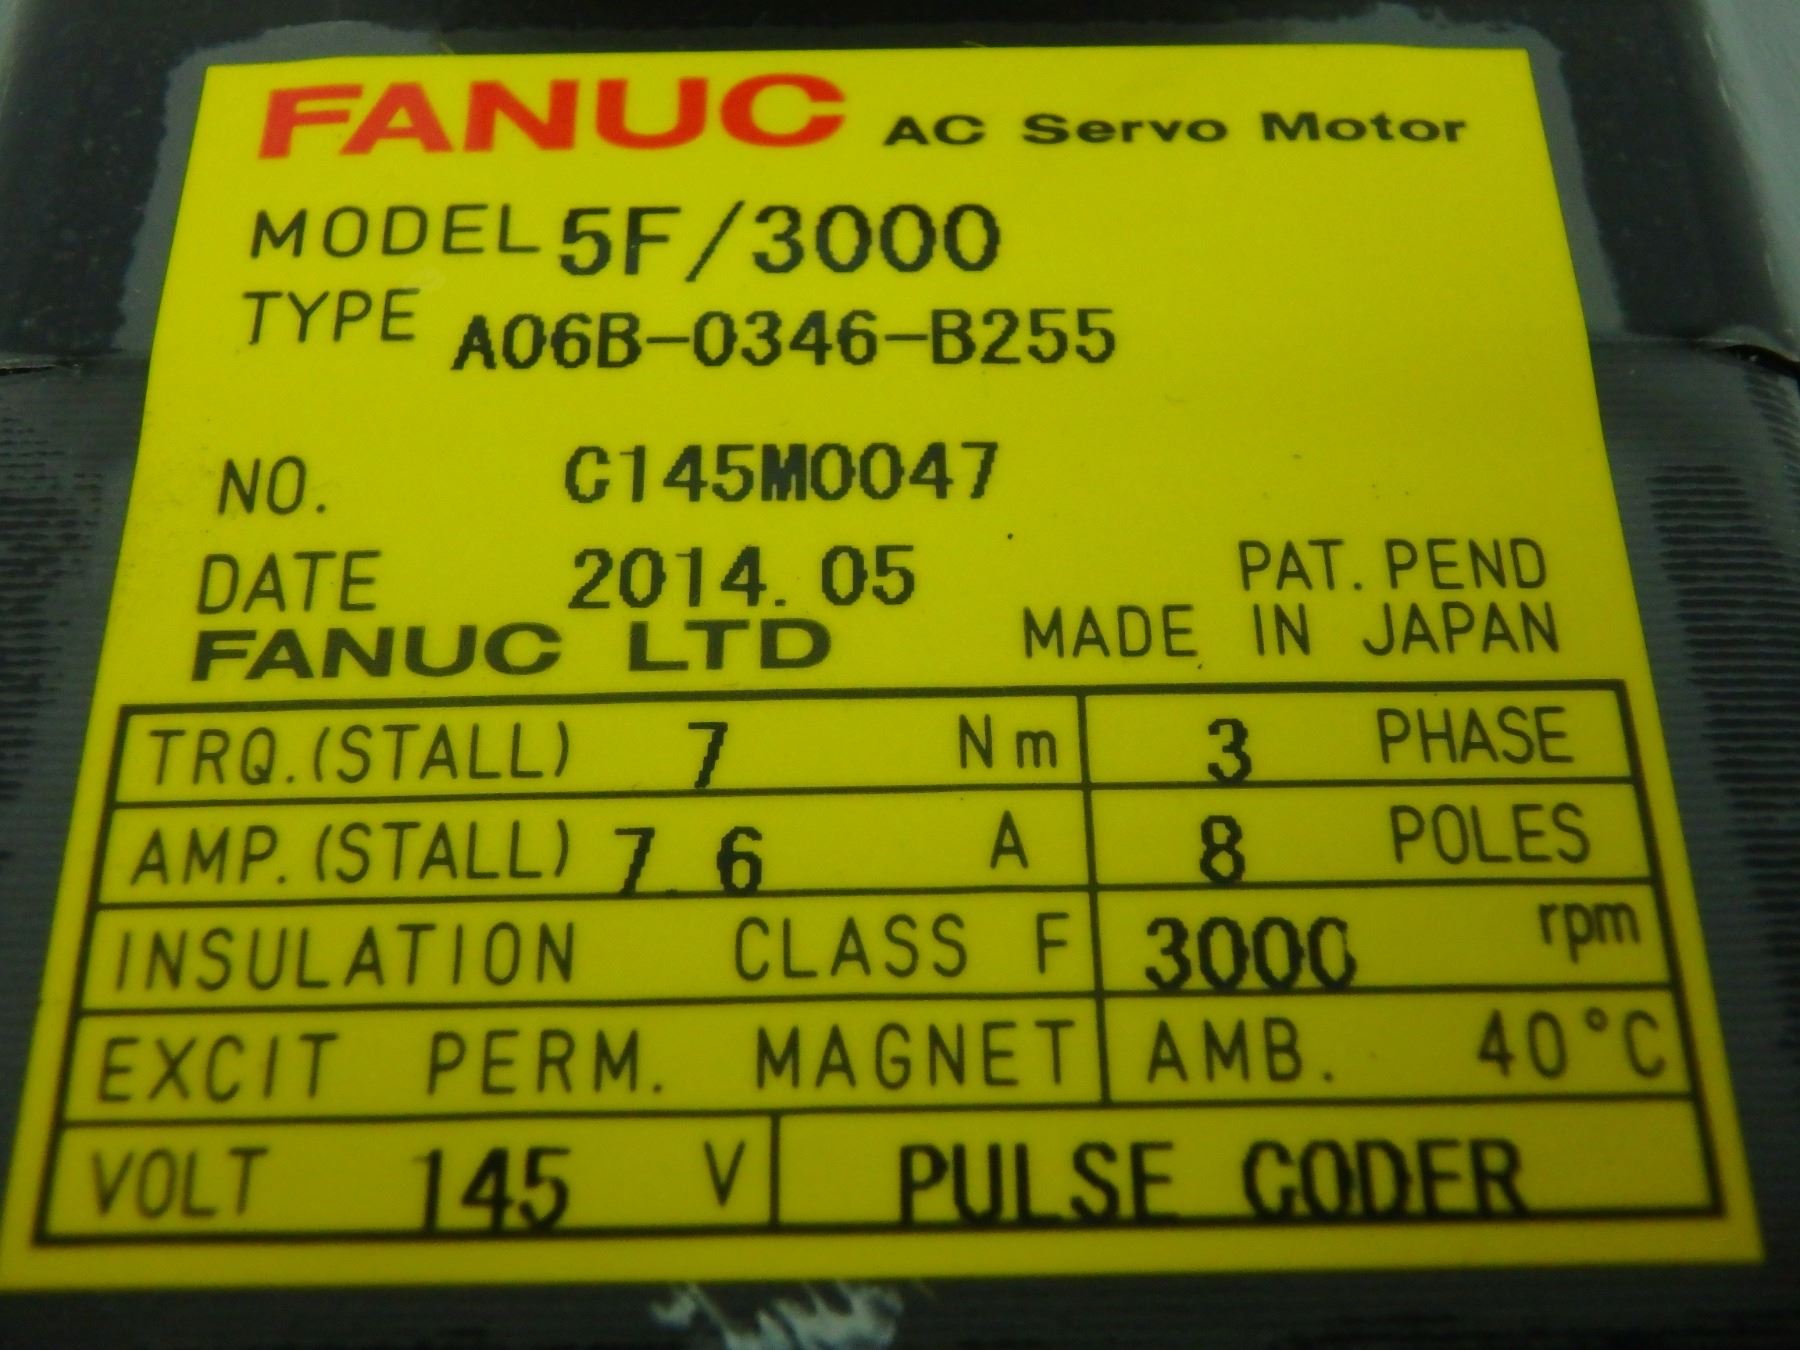 FANUC AC Servo Motor
MODEL 5F/3000
TYPE A06B-0346-B255
NO. C145M0047
DATE 2014.05
PAT. PEND
FANUC LTD MADE IN JAPAN
TRQ.(STALL) 7 Nm 3 PHASE
AMP.(STALL) 7.6 A 8 POLES
INSULATION CLASS F 3000 rpm
EXCIT PERM. MAGNET AMB. 40°C
VOLT 145 V PULSE CODER